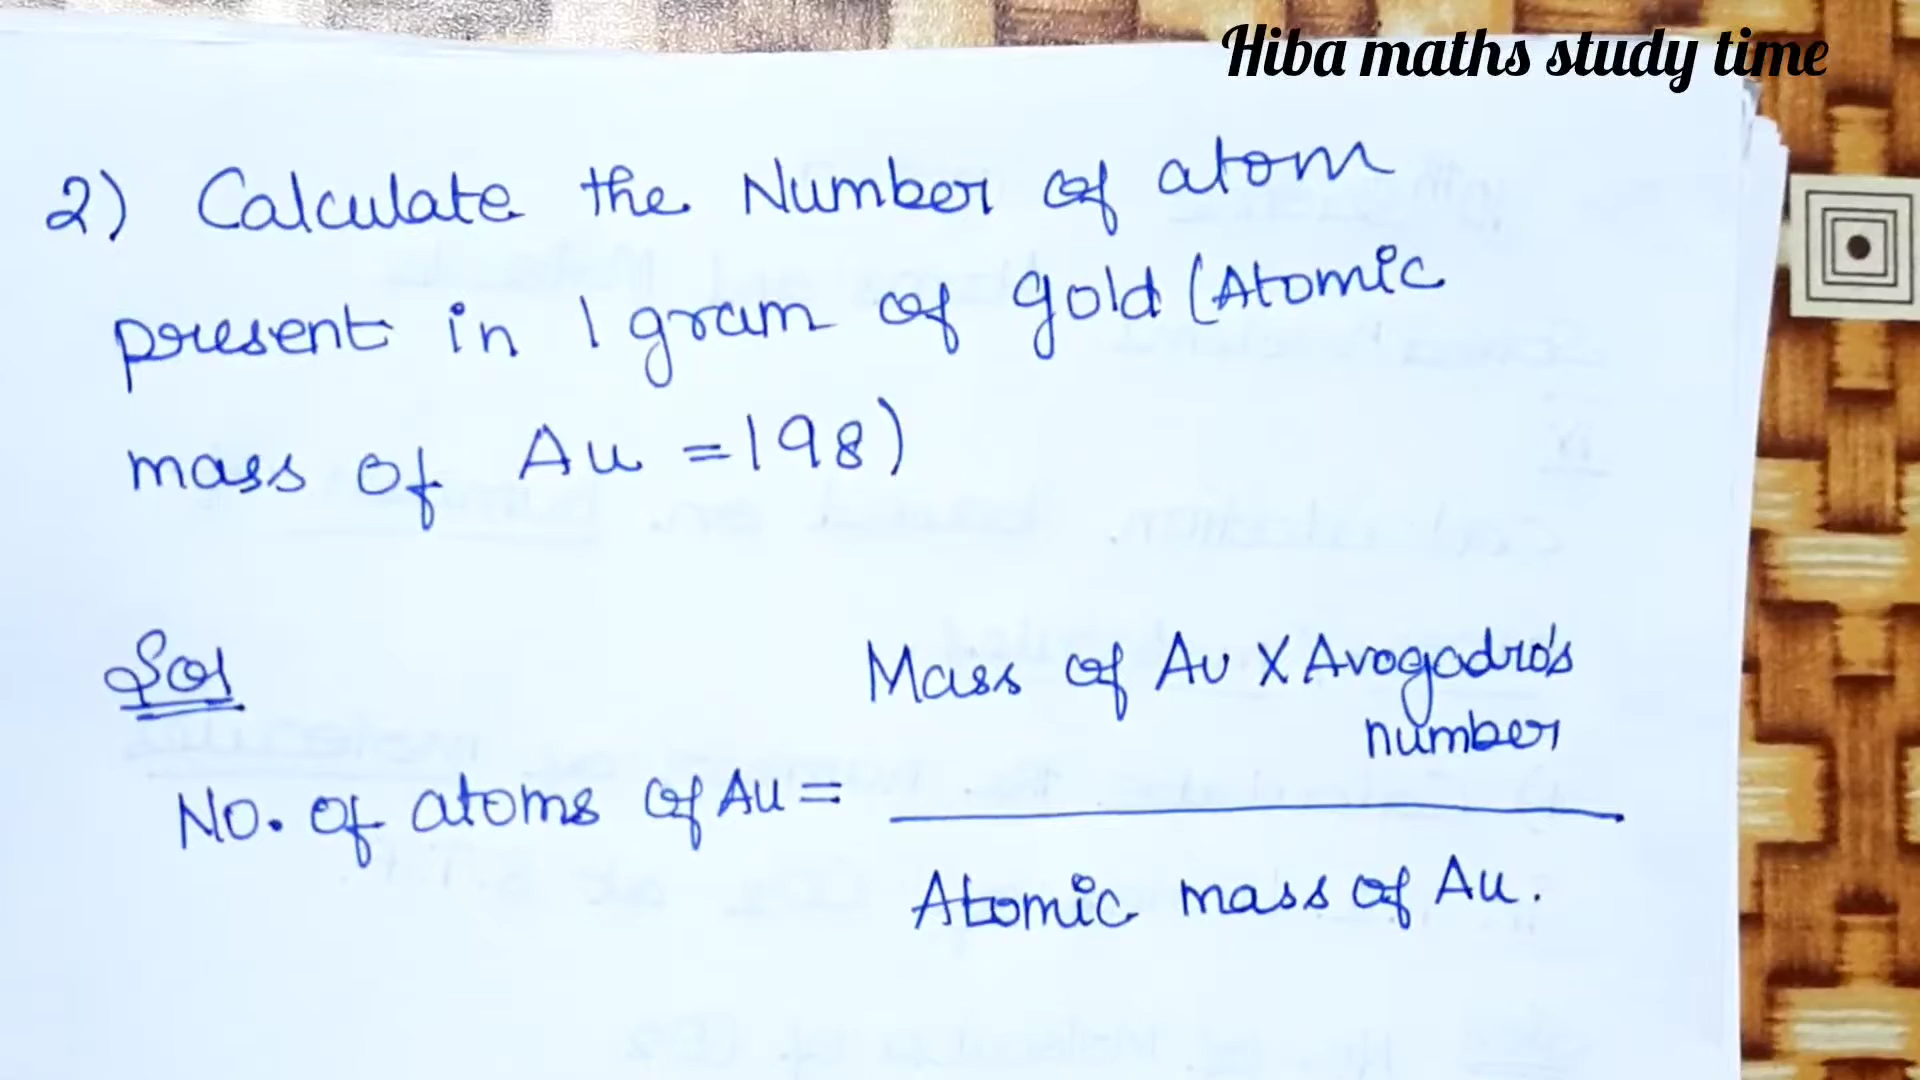 Hiba maths study time
2) Calculate the Number of atom
present in 1 gram of gold (Atomic
mass of Au = 198)
Sol
Mass of Au X Avogadro's
number
No. of atoms of Au =
Atomic mass of Au.